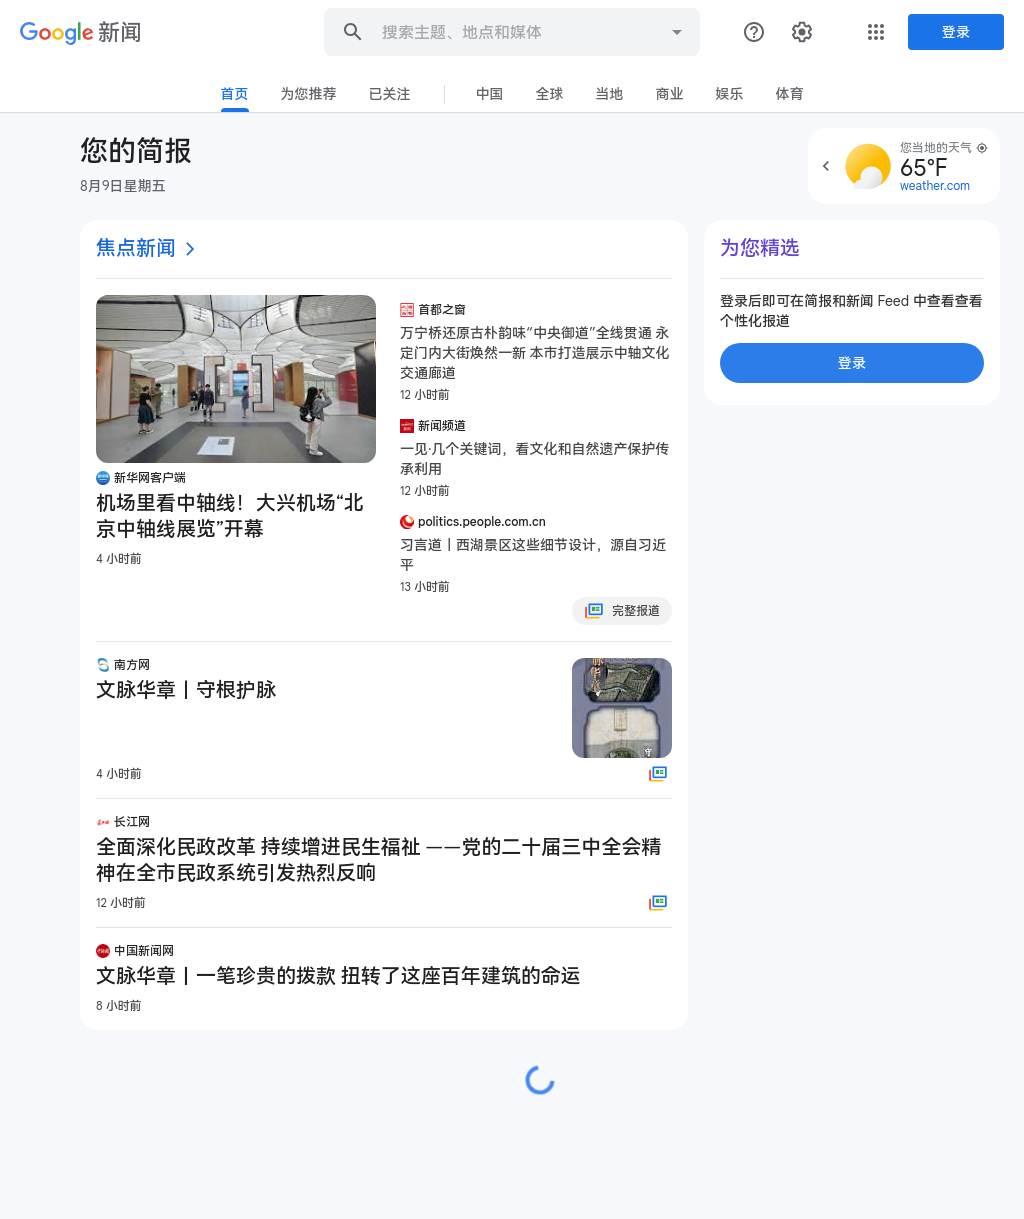 Google 新闻
搜索主题、地点和媒体
登录
首页
为您推荐
已关注
中国
全球
当地
商业
娱乐
体育
您的简报
8月9日星期五
您当地的天气
65°F
weather.com
焦点新闻
新华网客户端
机场里看中轴线！大兴机场“北
京中轴线展览”开幕
4 小时前
首都之窗
万宁桥还原古朴韵味“中央御道”全线贯通 永
定门内大街焕然一新 本市打造展示中轴文化
交通廊道
12 小时前
新闻频道
一见·几个关键词，看文化和自然遗产保护传
承利用
12 小时前
politics.people.com.cn
习言道丨西湖景区这些细节设计，源自习近
平
13 小时前
完整报道
南方网
文脉华章丨守根护脉
4 小时前
长江网
全面深化民政改革 持续增进民生福祉 ——党的二十届三中全会精
神在全市民政系统引发热烈反响
12 小时前
中国新闻网
文脉华章丨一笔珍贵的拨款 扭转了这座百年建筑的命运
8 小时前
为您精选
登录后即可在简报和新闻 Feed 中查看查看
个性化报道
登录